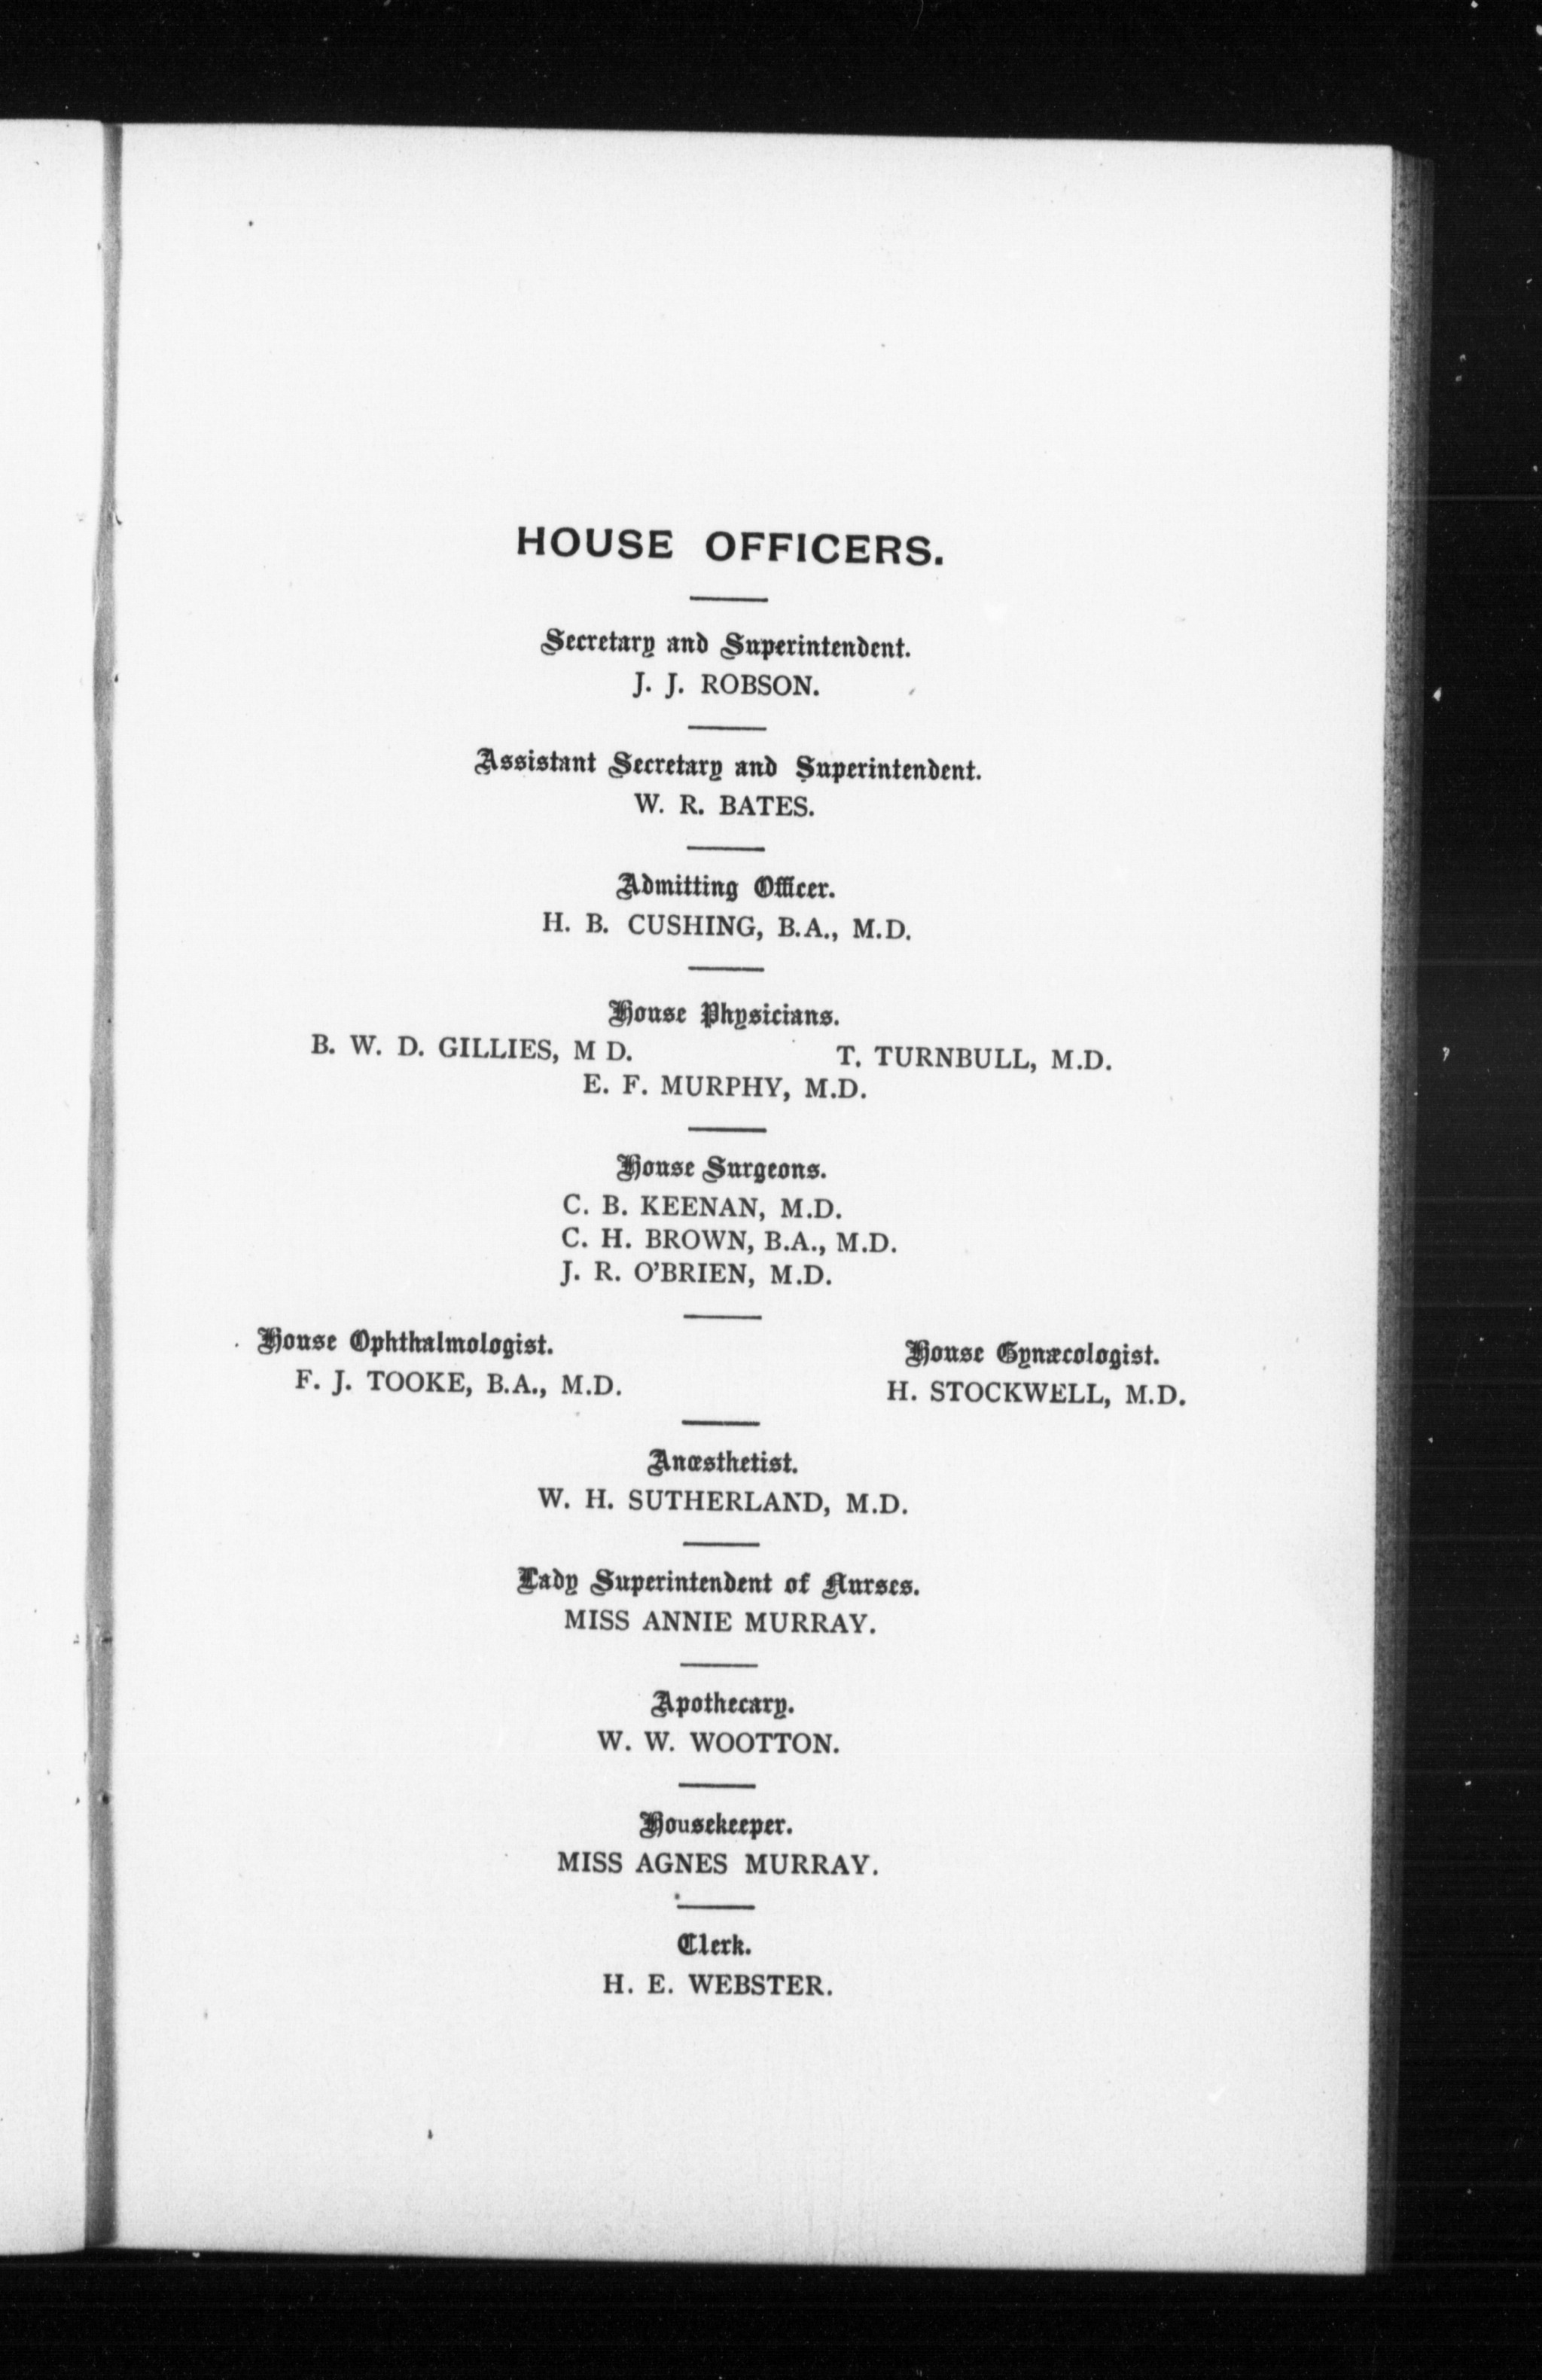 HOUSE OFFICERS.
Secretary and Superintendent.
J. J. ROBSON.
Assistant Secretary and Superintendent.
W. R. BATES.
Admitting Officer.
H. B. CUSHING, B.A., M.D.
House Physicians.
B. W. D. GILLIES, M D. T. TURNBULL, M.D.
E. F. MURPHY, M.D.
House Surgeons.
C. B. KEENAN, M.D.
C. H. BROWN, B.A., M.D.
J. R. O'BRIEN, M.D.
House Ophthalmologist. House Gynæcologist.
F. J. TOOKE, B.A., M.D. H. STOCKWELL, M.D.
Anœsthetist.
W. H. SUTHERLAND, M.D.
Lady Superintendent of Nurses.
MISS ANNIE MURRAY.
Apothecary.
W. W. WOOTTON.
Housekeeper.
MISS AGNES MURRAY.
Clerk.
H. E. WEBSTER.